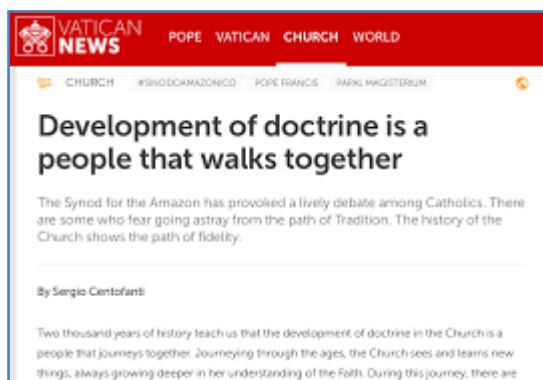 VATICAN
NEWS
POPE VATICAN CHURCH WORLD
CHURCH #SINODOAMAZONICO POPE FRANCIS PAPAL MAGISTERIUM
Development of doctrine is a
people that walks together
The Synod for the Amazon has provoked a lively debate among Catholics. There
are some who fear going astray from the path of Tradition. The history of the
Church shows the path of fidelity.
By Sergio Centofanti
Two thousand years of history teach us that the development of doctrine in the Church is a
people that journeys together. Journeying through the ages, the Church sees and learns new
things, always growing deeper in her understanding of the Faith. During this journey, there are